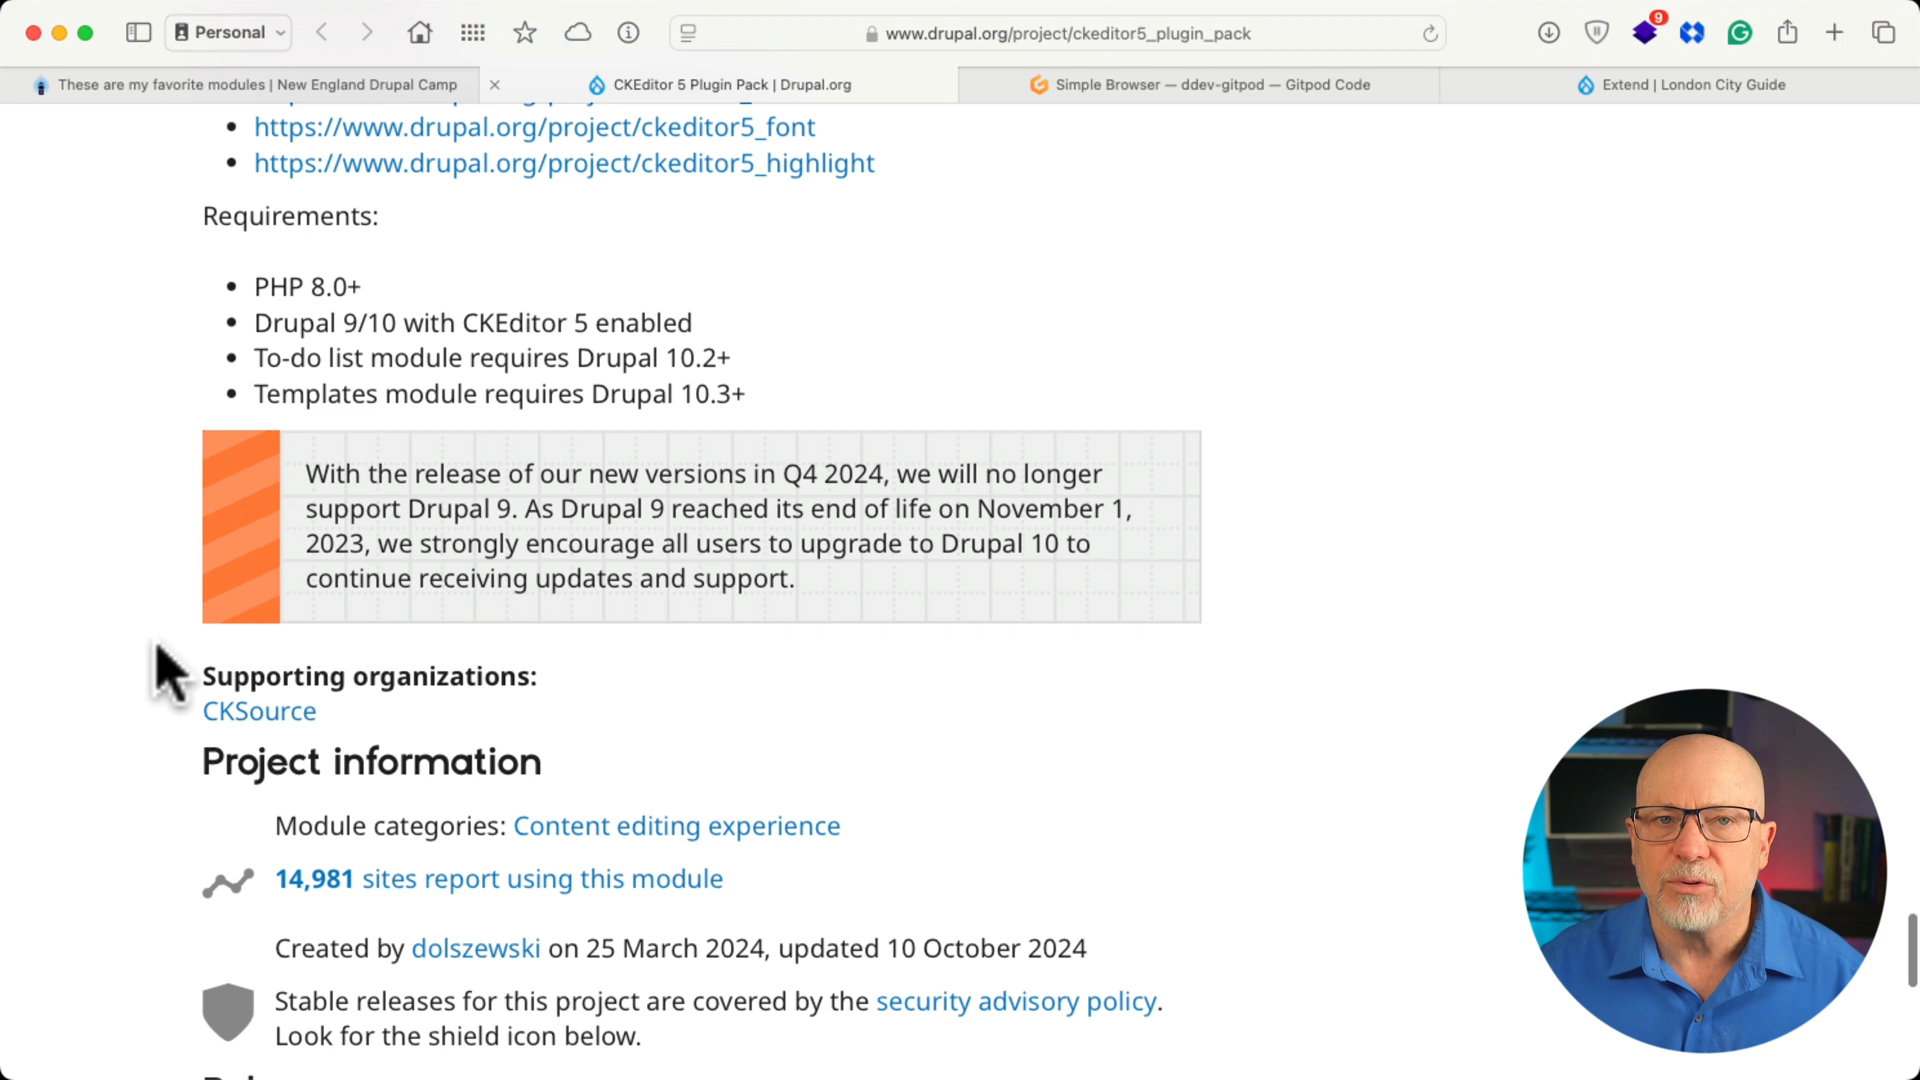 Personal
www.drupal.org/project/ckeditor5_plugin_pack
9
These are my favorite modules | New England Drupal Camp
CKEditor 5 Plugin Pack | Drupal.org
Simple Browser — ddev-gitpod — Gitpod Code
Extend | London City Guide
https://www.drupal.org/project/ckeditor5_font
https://www.drupal.org/project/ckeditor5_highlight
Requirements:
PHP 8.0+
Drupal 9/10 with CKEditor 5 enabled
To-do list module requires Drupal 10.2+
Templates module requires Drupal 10.3+
With the release of our new versions in Q4 2024, we will no longer
support Drupal 9. As Drupal 9 reached its end of life on November 1,
2023, we strongly encourage all users to upgrade to Drupal 10 to
continue receiving updates and support.
Supporting organizations:
CKSource
Project information
Module categories: Content editing experience
14,981 sites report using this module
Created by dolszewski on 25 March 2024, updated 10 October 2024
Stable releases for this project are covered by the security advisory policy.
Look for the shield icon below.